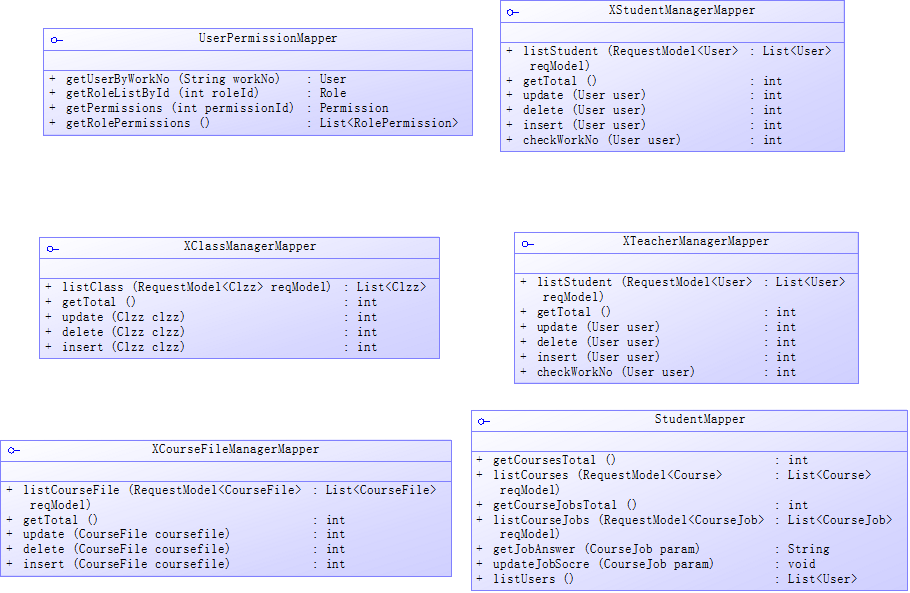 UserPermissionMapper
+ getUserByWorkNo (String workNo) : User
+ getRoleListById (int roleId) : Role
+ getPermissions (int permissionId) : Permission
+ getRolePermissions () : List<RolePermission>
XStudentManagerMapper
+ listStudent (RequestModel<User> : List<User>
reqModel)
+ getTotal () : int
+ update (User user) : int
+ delete (User user) : int
+ insert (User user) : int
+ checkWorkNo (User user) : int
XClassManagerMapper
+ listClass (RequestModel<Clzz> reqModel) : List<Clzz>
+ getTotal () : int
+ update (Clzz clzz) : int
+ delete (Clzz clzz) : int
+ insert (Clzz clzz) : int
XTeacherManagerMapper
+ listStudent (RequestModel<User> : List<User>
reqModel)
+ getTotal () : int
+ update (User user) : int
+ delete (User user) : int
+ insert (User user) : int
+ checkWorkNo (User user) : int
XCourseFileManagerMapper
+ listCourseFile (RequestModel<CourseFile> : List<CourseFile>
reqModel)
+ getTotal () : int
+ update (CourseFile coursefile) : int
+ delete (CourseFile coursefile) : int
+ insert (CourseFile coursefile) : int
StudentMapper
+ getCoursesTotal () : int
+ listCourses (RequestModel<Course> : List<Course>
reqModel)
+ getCourseJobsTotal () : int
+ listCourseJobs (RequestModel<CourseJob> : List<CourseJob>
reqModel)
+ getJobAnswer (CourseJob param) : String
+ updateJobSocre (CourseJob param) : void
+ listUsers () : List<User>